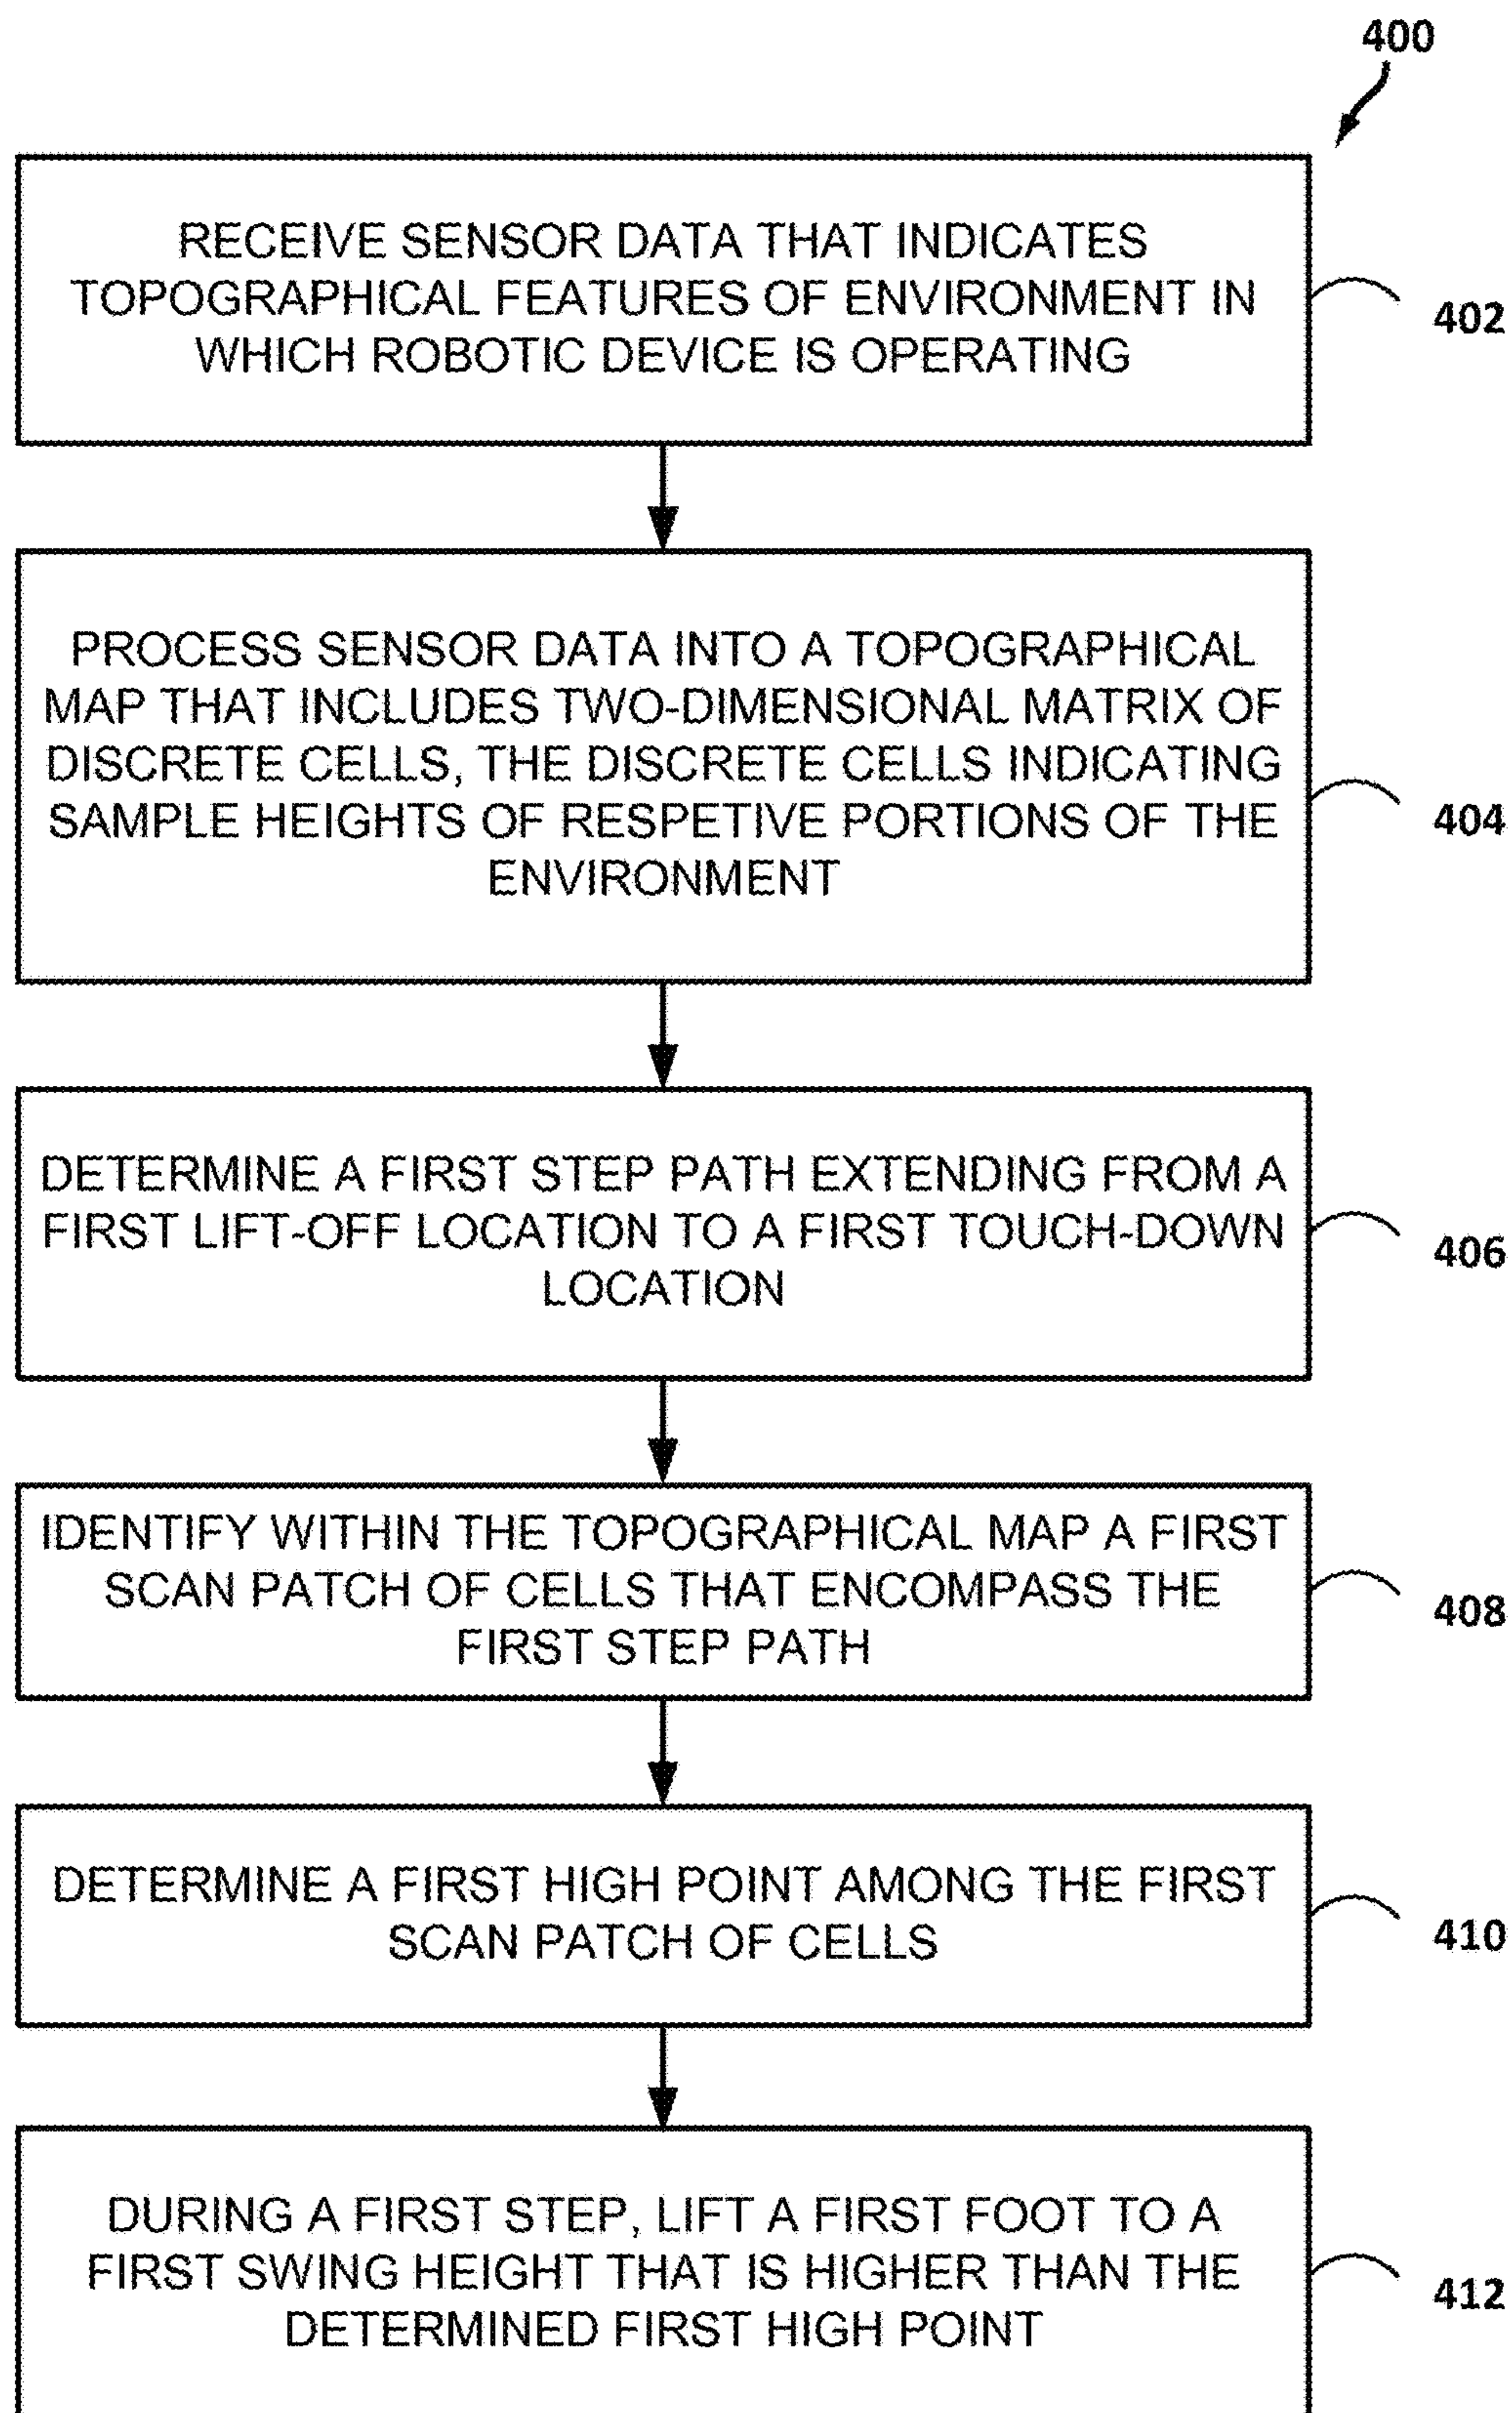 400
RECEIVE SENSOR DATA THAT INDICATES
TOPOGRAPHICAL FEATURES OF ENVIRONMENT IN
WHICH ROBOTIC DEVICE IS OPERATING
402
PROCESS SENSOR DATA INTO A TOPOGRAPHICAL
MAP THAT INCLUDES TWO-DIMENSIONAL MATRIX OF
DISCRETE CELLS, THE DISCRETE CELLS INDICATING
SAMPLE HEIGHTS OF RESPETIVE PORTIONS OF THE
ENVIRONMENT
404
DETERMINE A FIRST STEP PATH EXTENDING FROM A
FIRST LIFT-OFF LOCATION TO A FIRST TOUCH-DOWN
LOCATION
406
IDENTIFY WITHIN THE TOPOGRAPHICAL MAP A FIRST
SCAN PATCH OF CELLS THAT ENCOMPASS THE
FIRST STEP PATH
408
DETERMINE A FIRST HIGH POINT AMONG THE FIRST
SCAN PATCH OF CELLS
410
DURING A FIRST STEP, LIFT A FIRST FOOT TO A
FIRST SWING HEIGHT THAT IS HIGHER THAN THE
DETERMINED FIRST HIGH POINT
412